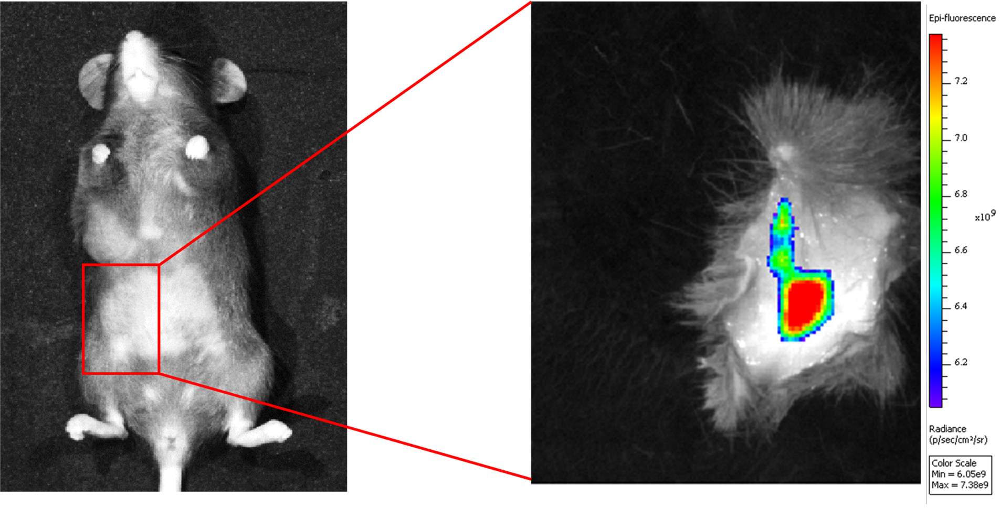 Epi-fluorescence
7.2
7.0
6.8
x10⁹
6.6
6.4
6.2
Radiance
(p/sec/cm²/sr)
Color Scale
Min = 6.05e9
Max = 7.38e9